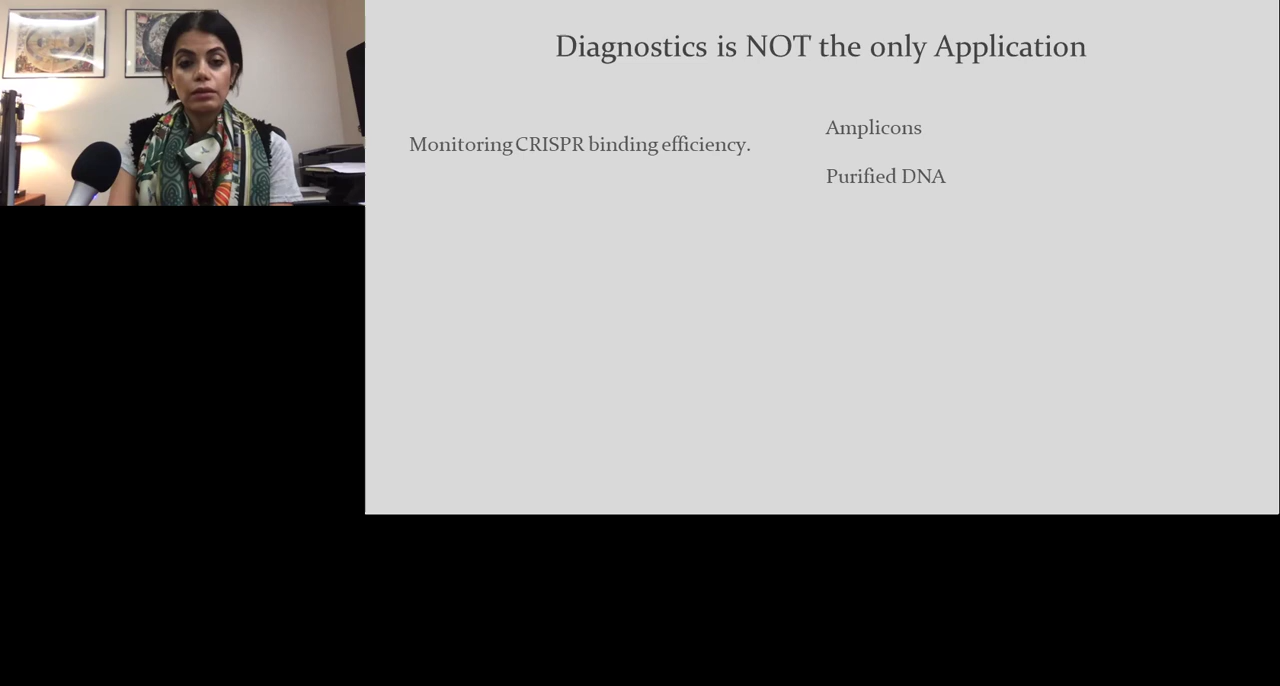 Diagnostics is NOT the only Application
Monitoring CRISPR binding efficiency.
Amplicons
Purified DNA